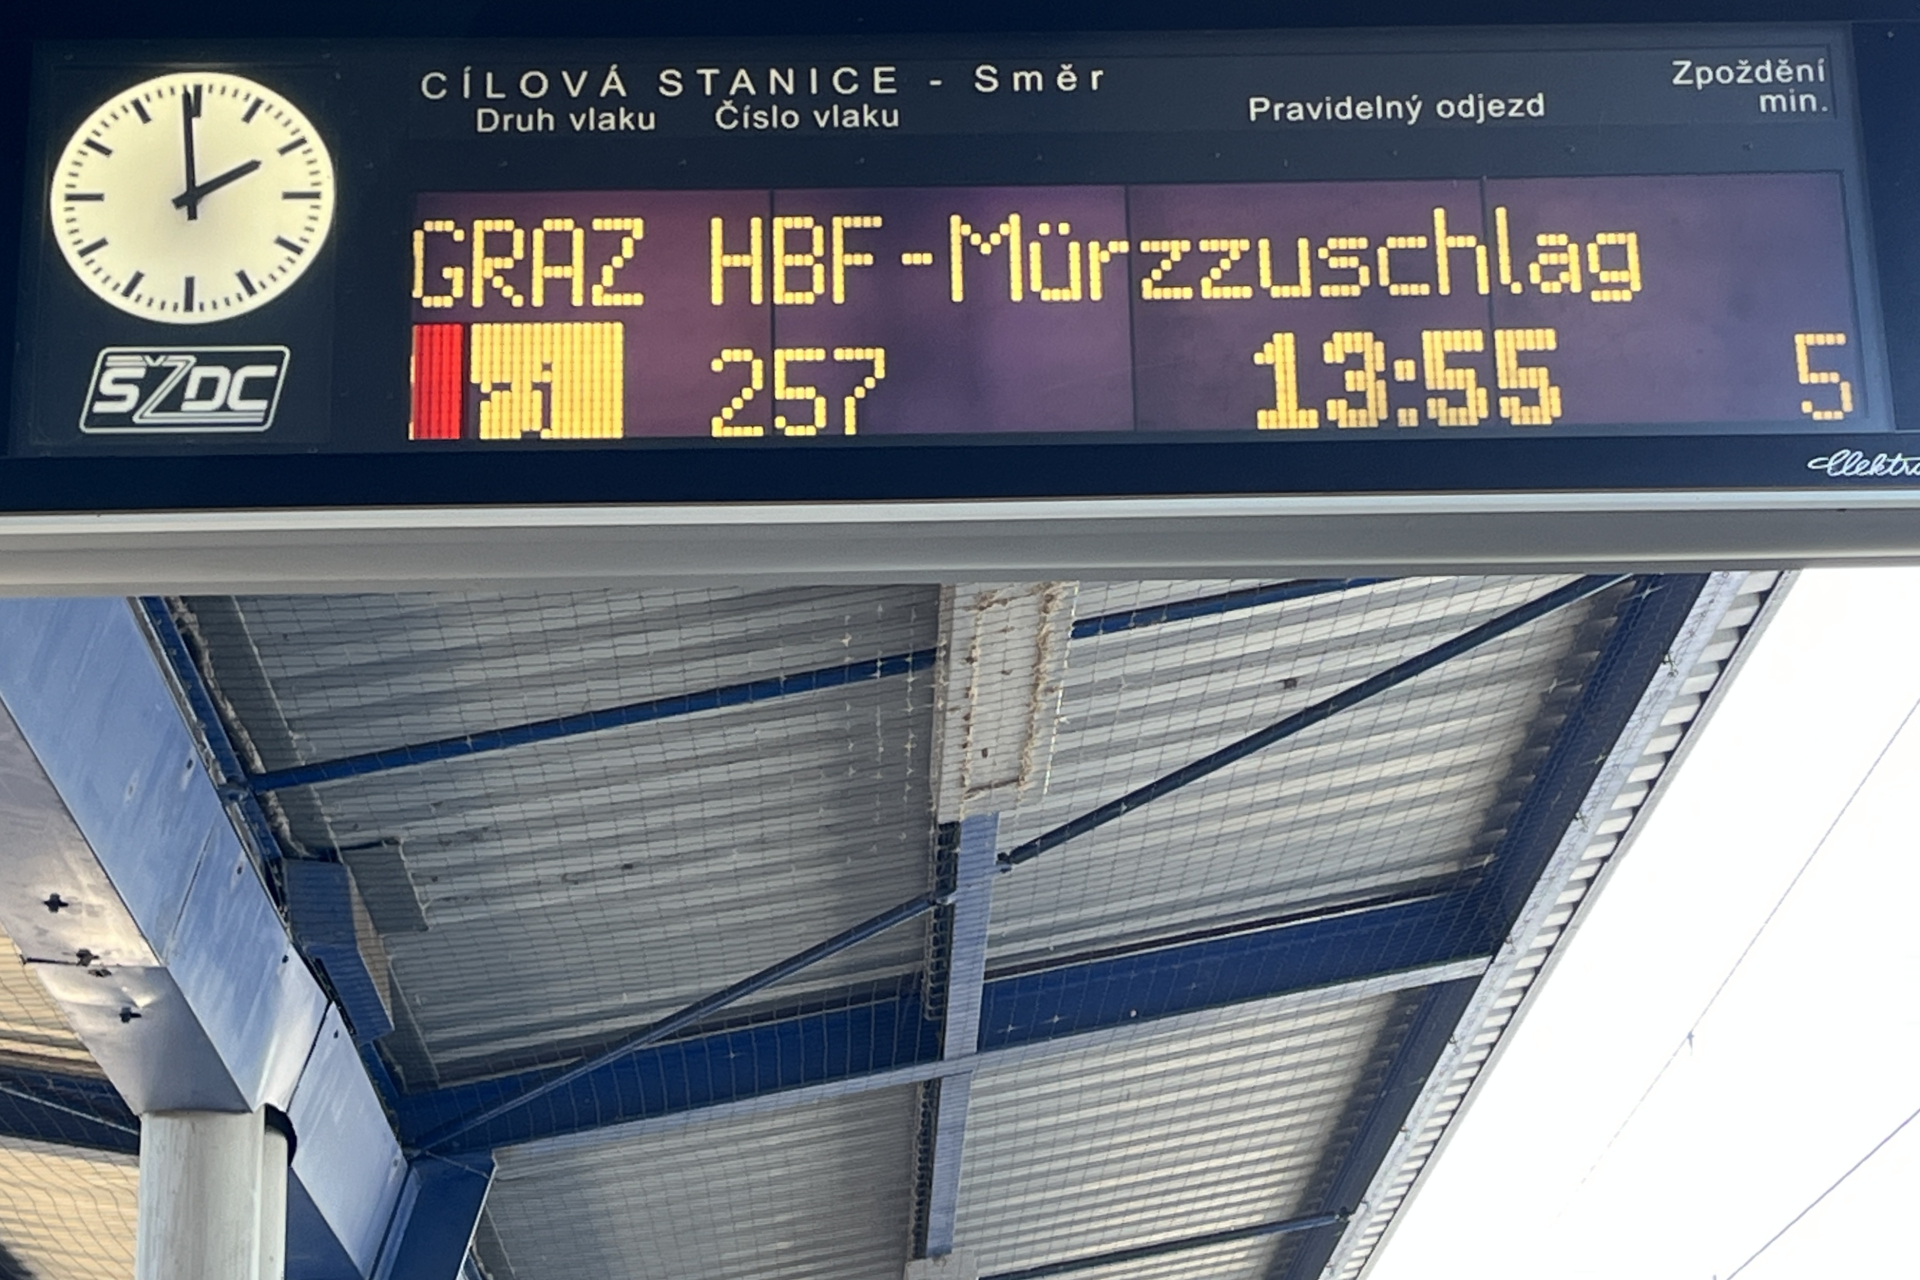 CÍLOVÁ STANICE - Směr
Druh vlaku Číslo vlaku Pravidelný odjezd Zpoždění min.
GRAZ HBF-Mürzzuschlag
rj 257 13:55 5
SŽDC